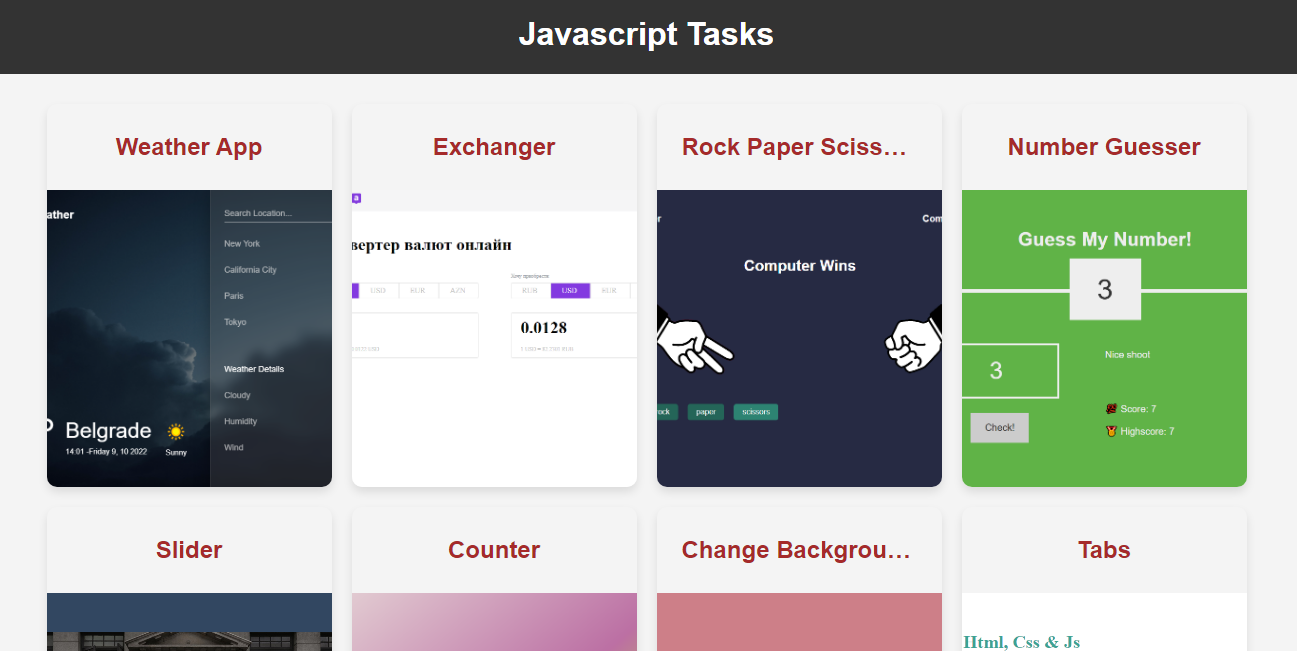 Javascript Tasks
Weather App
Exchanger
Rock Paper Sciss…
Number Guesser
ather
Search Location...
New York
California City
Paris
Tokyo
Weather Details
Cloudy
Humidity
Wind
Belgrade
14:01 -Friday 9, 10 2022
Sunny
вертер валют онлайн
Хочу приобрести
USD EUR AZN
RUB USD EUR
0.0128
r
Com
Computer Wins
ock paper scissors
Guess My Number!
3
3
Nice shoot
Check!
Score: 7
Highscore: 7
Slider
Counter
Change Backgrou…
Tabs
Html, Css & Js